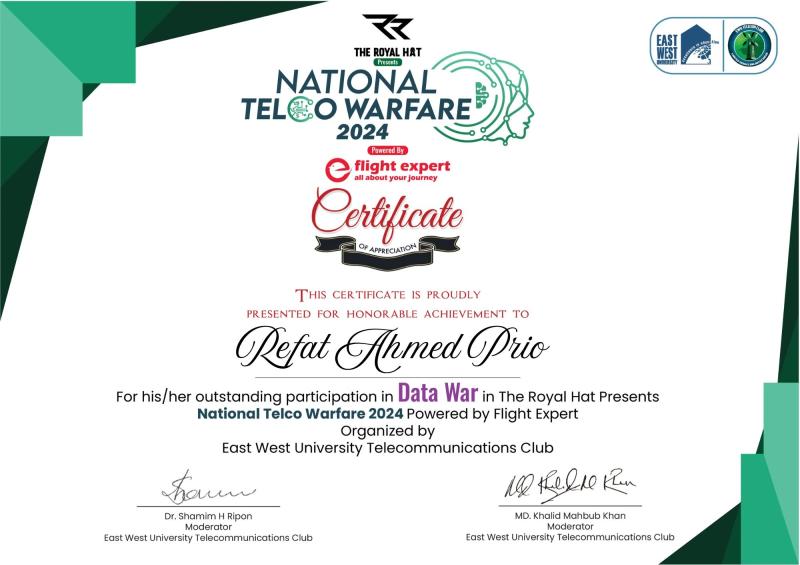 THE ROYAL HAT
Presents
NATIONAL
TELCO WARFARE
2024
Powered By
flight expert
all about your journey
EAST
WEST
UNIVERSITY
Certificate
OF APPRECIATION
THIS CERTIFICATE IS PROUDLY
PRESENTED FOR HONORABLE ACHIEVEMENT TO
Refat Ahmed Prio
For his/her outstanding participation in Data War in The Royal Hat Presents
National Telco Warfare 2024 Powered by Flight Expert
Organized by
East West University Telecommunications Club
Dr. Shamim H Ripon
Moderator
East West University Telecommunications Club
MD. Khalid Mahbub Khan
Moderator
East West University Telecommunications Club